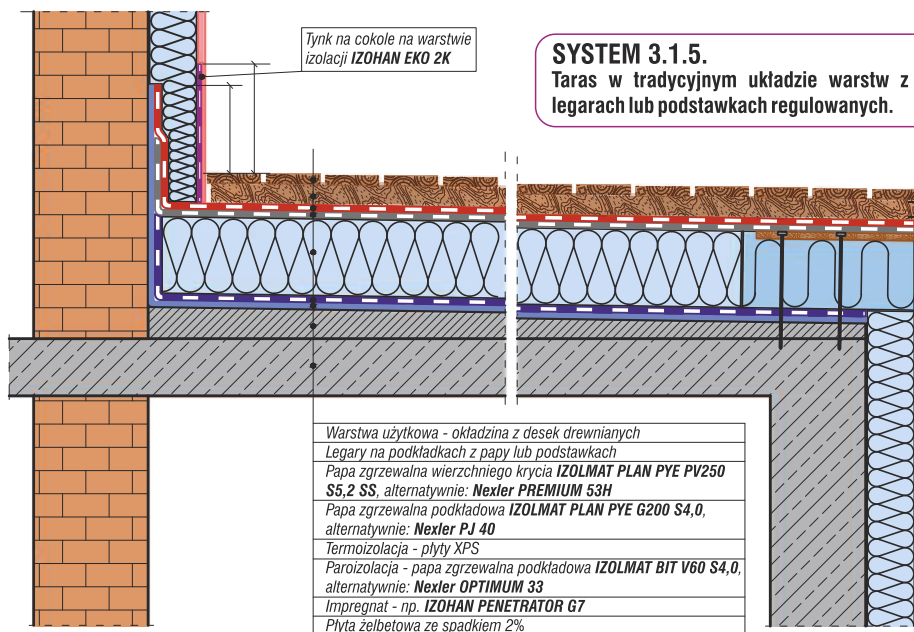 Tynk na cokole na warstwie
izolacji IZOHAN EKO 2K
SYSTEM 3.1.5.
Taras w tradycyjnym układzie warstw z
legarach lub podstawkach regulowanych.
Warstwa użytkowa - okładzina z desek drewnianych
Legary na podkładkach z papy lub podstawkach
Papa zgrzewalna wierzchniego krycia IZOLMAT PLAN PYE PV250
S5,2 SS, alternatywnie: Nexler PREMIUM 53H
Papa zgrzewalna podkładowa IZOLMAT PLAN PYE G200 S4,0,
alternatywnie: Nexler PJ 40
Termoizolacja - płyty XPS
Paroizolacja - papa zgrzewalna podkładowa IZOLMAT BIT V60 S4,0,
alternatywnie: Nexler OPTIMUM 33
Impregnat - np. IZOHAN PENETRATOR G7
Płyta żelbetowa ze spadkiem 2%